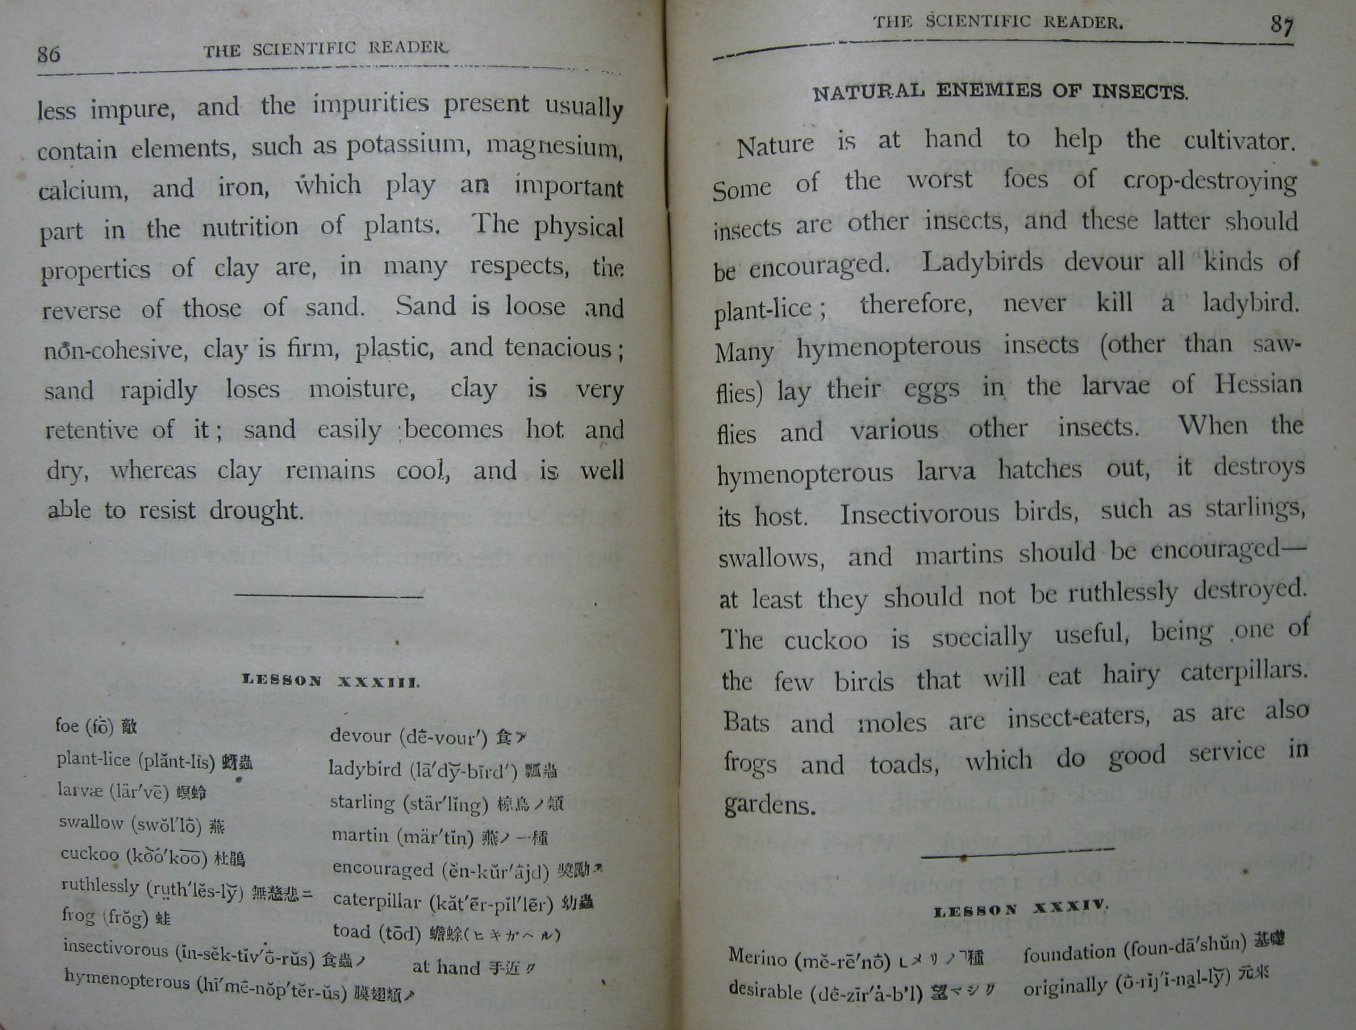 86
THE SCIENTIFIC READER.
less impure, and the impurities present usually
contain elements, such as potassium, magnesium,
calcium, and iron, which play an important
part in the nutrition of plants. The physical
properties of clay are, in many respects, the
reverse of those of sand. Sand is loose and
non-cohesive, clay is firm, plastic, and tenacious;
sand rapidly loses moisture, clay is very
retentive of it; sand easily becomes hot and
dry, whereas clay remains cool, and is well
able to resist drought.
LESSON XXXIII.
foe (fō) 敵
plant-lice (plănt-līs) 蚜蟲
larvæ (lär′vē) 螟蛉
swallow (swŏl′lō) 燕
cuckoo (ko͝o′ko͞o) 杜鵑
ruthlessly (ruth′lĕs-ly̆) 無慈悲ニ
frog (frŏg) 蛙
insectivorous (ĭn-sĕk-tĭv′ō-rŭs) 食蟲ノ
hymenopterous (hī′mĕ-nŏp′tĕr-ŭs) 膜翅類ノ
devour (dē-vour′) 食フ
ladybird (lā′dy̆-bĭrd′) 瓢蟲
starling (stär′lĭng) 椋鳥ノ類
martin (mär′tĭn) 燕ノ一種
encouraged (ĕn-kŭr′ājd) 奬勵ス
caterpillar (kăt′ẽr-pĭl′lẽr) 幼蟲
toad (tōd) 蟾蜍(ヒキガヘル)
at hand 手近ク
THE SCIENTIFIC READER.
87
NATURAL ENEMIES OF INSECTS.
Nature is at hand to help the cultivator.
Some of the worst foes of crop-destroying
insects are other insects, and these latter should
be encouraged. Ladybirds devour all kinds of
plant-lice; therefore, never kill a ladybird.
Many hymenopterous insects (other than saw-
flies) lay their eggs in the larvae of Hessian
flies and various other insects. When the
hymenopterous larva hatches out, it destroys
its host. Insectivorous birds, such as starlings,
swallows, and martins should be encouraged—
at least they should not be ruthlessly destroyed.
The cuckoo is specially useful, being one of
the few birds that will eat hairy caterpillars.
Bats and moles are insect-eaters, as are also
frogs and toads, which do good service in
gardens.
LESSON XXXIV.
Merino (mĕ-rē′nō) 「メリノ」種
desirable (dē-zīr′ȧ-b'l) 望マシク
foundation (foun-dā′shŭn) 基礎
originally (ō-rĭj′ĭ-nal-ly̆) 元來